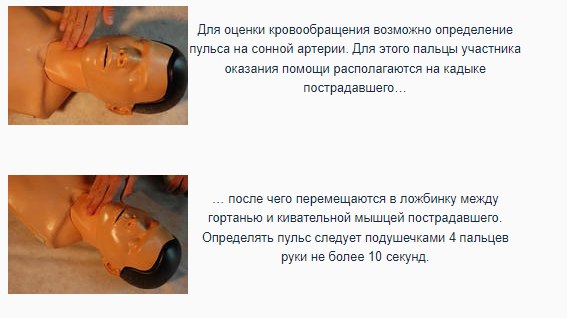 Для оценки кровообращения возможно определение
пульса на сонной артерии. Для этого пальцы участника
оказания помощи располагаются на кадыке
пострадавшего…
… после чего перемещаются в ложбинку между
гортанью и кивательной мышцей пострадавшего.
Определять пульс следует подушечками 4 пальцев
руки не более 10 секунд.